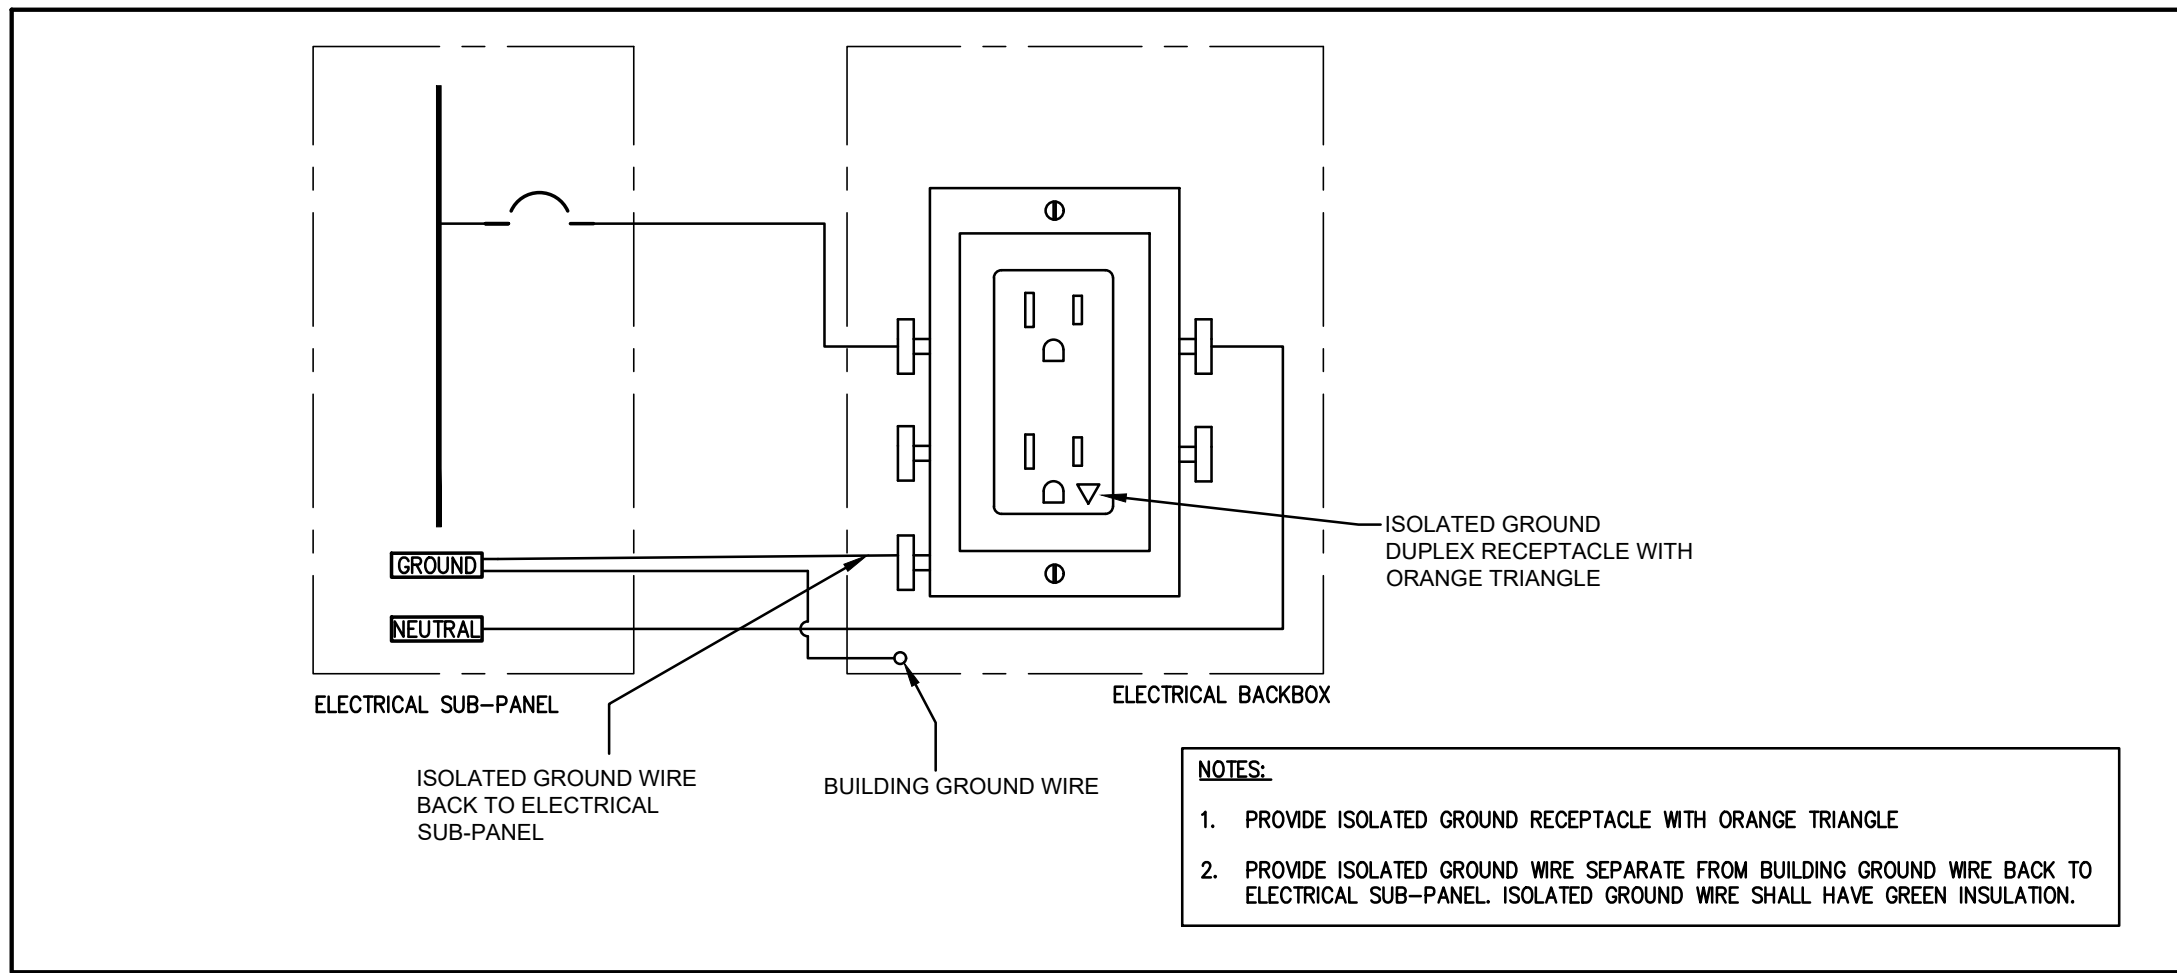 GROUND
NEUTRAL
ISOLATED GROUND
DUPLEX RECEPTACLE WITH
ORANGE TRIANGLE
ELECTRICAL SUB-PANEL
ELECTRICAL BACKBOX
ISOLATED GROUND WIRE
BACK TO ELECTRICAL
SUB-PANEL
BUILDING GROUND WIRE
NOTES:
1. PROVIDE ISOLATED GROUND RECEPTACLE WITH ORANGE TRIANGLE
2. PROVIDE ISOLATED GROUND WIRE SEPARATE FROM BUILDING GROUND WIRE BACK TO
ELECTRICAL SUB-PANEL. ISOLATED GROUND WIRE SHALL HAVE GREEN INSULATION.